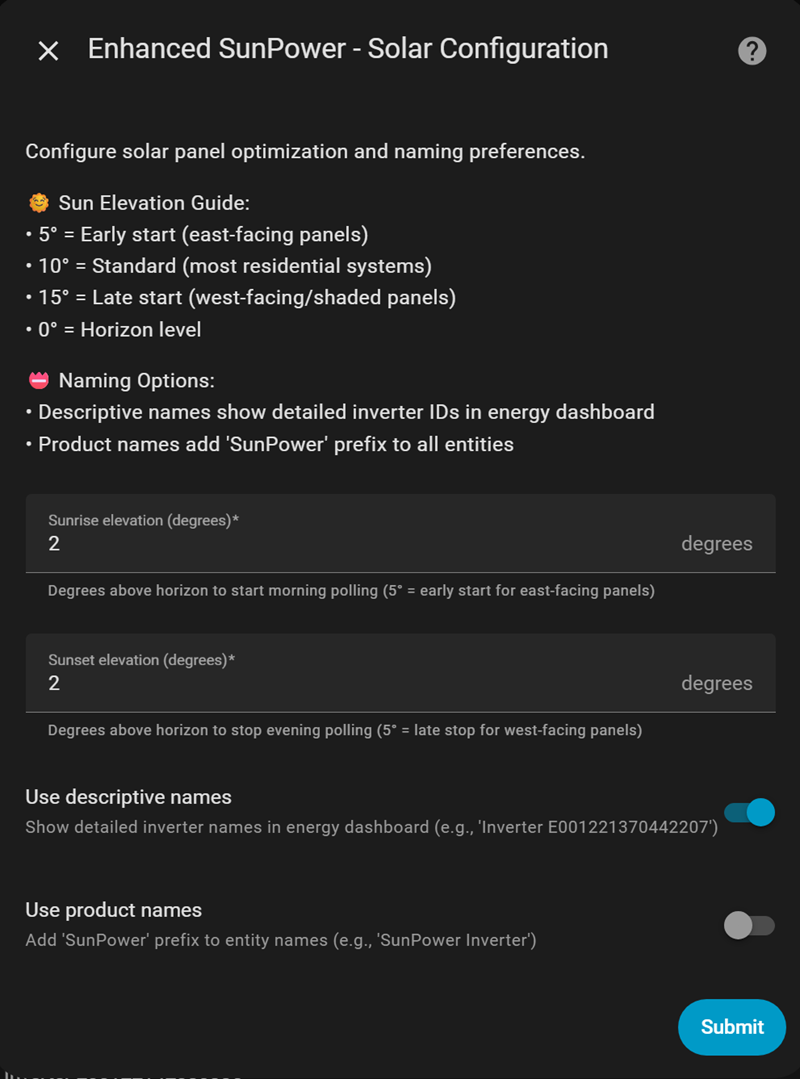 Enhanced SunPower - Solar Configuration
Configure solar panel optimization and naming preferences.
🌞 Sun Elevation Guide:
• 5° = Early start (east-facing panels)
• 10° = Standard (most residential systems)
• 15° = Late start (west-facing/shaded panels)
• 0° = Horizon level
📛 Naming Options:
• Descriptive names show detailed inverter IDs in energy dashboard
• Product names add 'SunPower' prefix to all entities
Sunrise elevation (degrees)*
2 degrees
Degrees above horizon to start morning polling (5° = early start for east-facing panels)
Sunset elevation (degrees)*
2 degrees
Degrees above horizon to stop evening polling (5° = late stop for west-facing panels)
Use descriptive names
Show detailed inverter names in energy dashboard (e.g., 'Inverter E001221370442207')
Use product names
Add 'SunPower' prefix to entity names (e.g., 'SunPower Inverter')
Submit